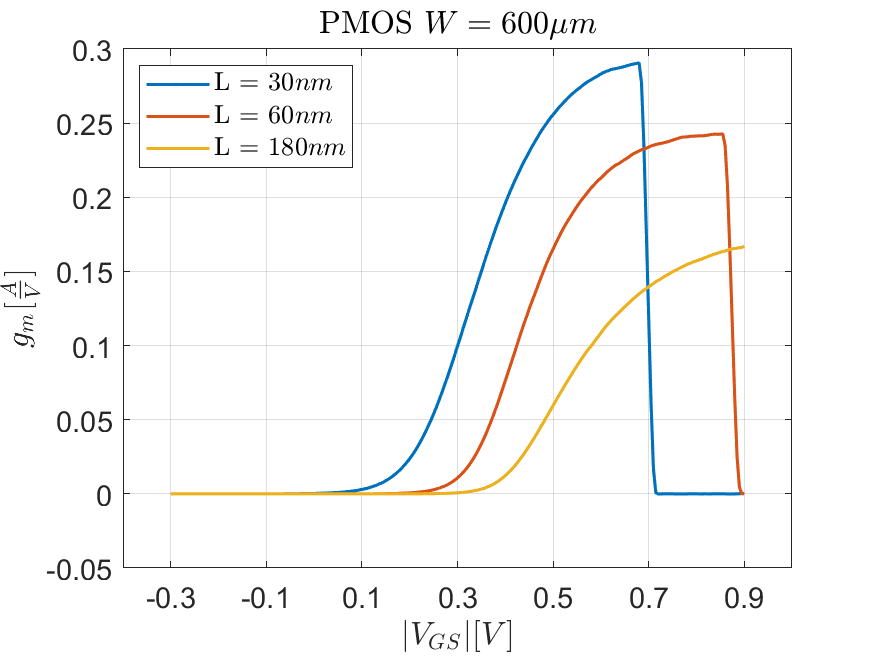 PMOS W = 600μm
L = 30nm
L = 60nm
L = 180nm
0.3
0.25
0.2
0.15
0.1
0.05
0
-0.05
g_m [A/V]
-0.3 -0.1 0.1 0.3 0.5 0.7 0.9
|V_GS|[V]